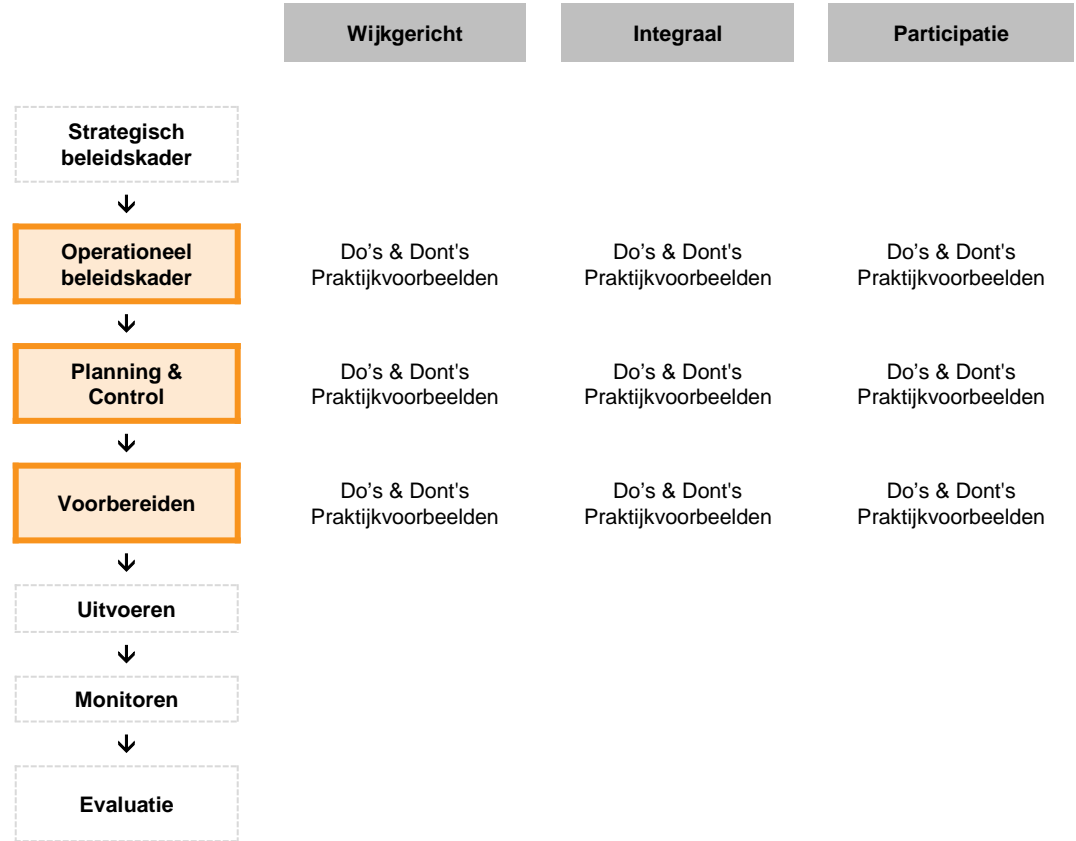 Wijkgericht Integraal Participatie
Strategisch
beleidskader
Operationeel
beleidskader
Do’s & Dont's
Praktijkvoorbeelden
Do’s & Dont's
Praktijkvoorbeelden
Do’s & Dont's
Praktijkvoorbeelden
Planning &
Control
Do’s & Dont's
Praktijkvoorbeelden
Do’s & Dont's
Praktijkvoorbeelden
Do’s & Dont's
Praktijkvoorbeelden
Voorbereiden
Do’s & Dont's
Praktijkvoorbeelden
Do’s & Dont's
Praktijkvoorbeelden
Do’s & Dont's
Praktijkvoorbeelden
Uitvoeren
Monitoren
Evaluatie